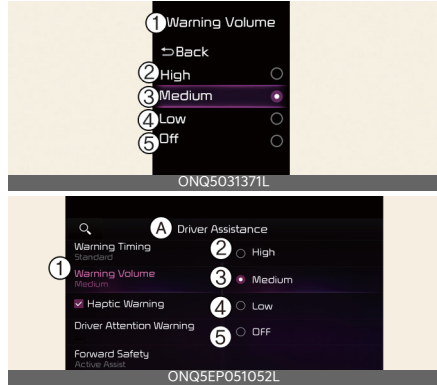 ① Warning Volume
⮌Back
② High
③ Medium
④ Low
⑤ Off
ONQ5031371L
Ⓐ Driver Assistance
Warning Timing
Standard
② High
① Warning Volume
Medium
③ Medium
Haptic Warning
④ Low
Driver Attention Warning
⑤ OFF
Forward Safety
Active Assist
ONQ5EP051052L